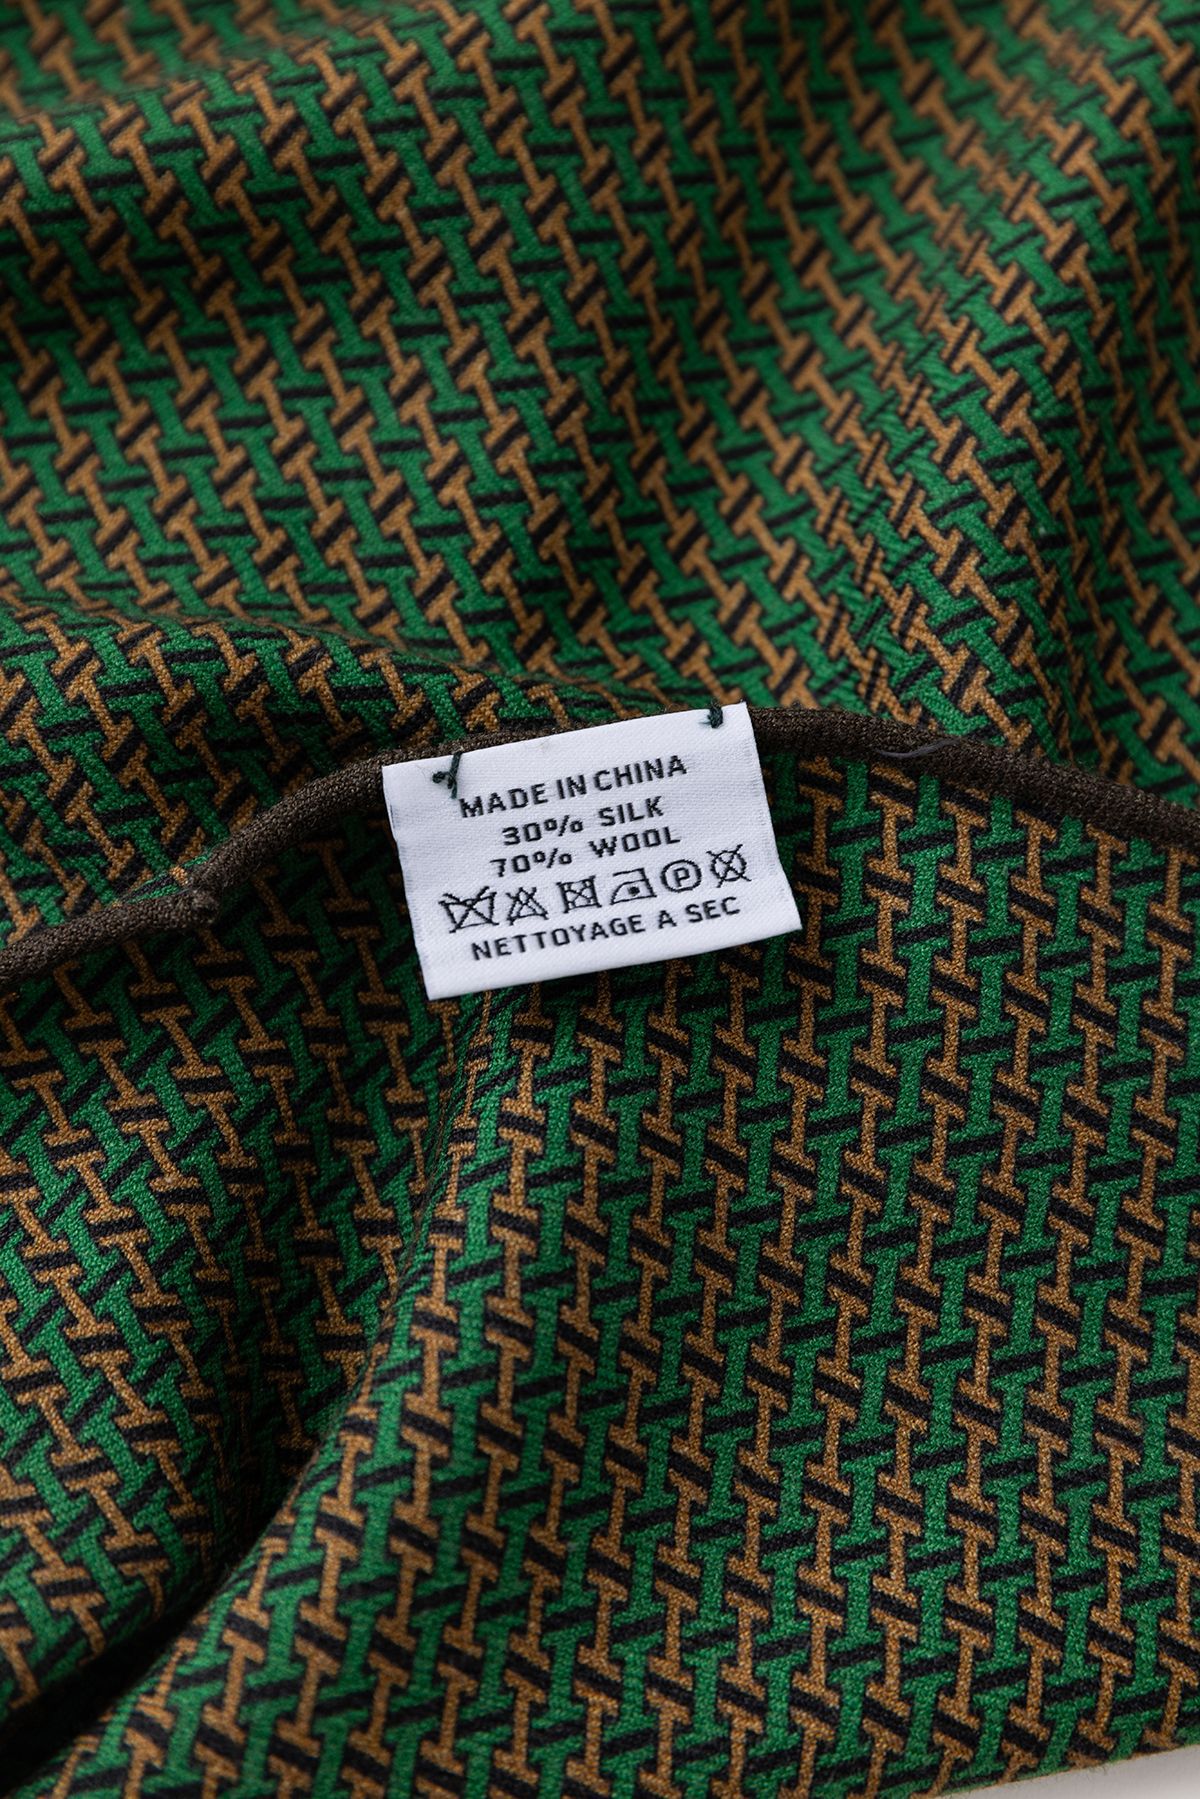 MADE IN CHINA
30% SILK
70% WOOL
P
NETTOYAGE A SEC